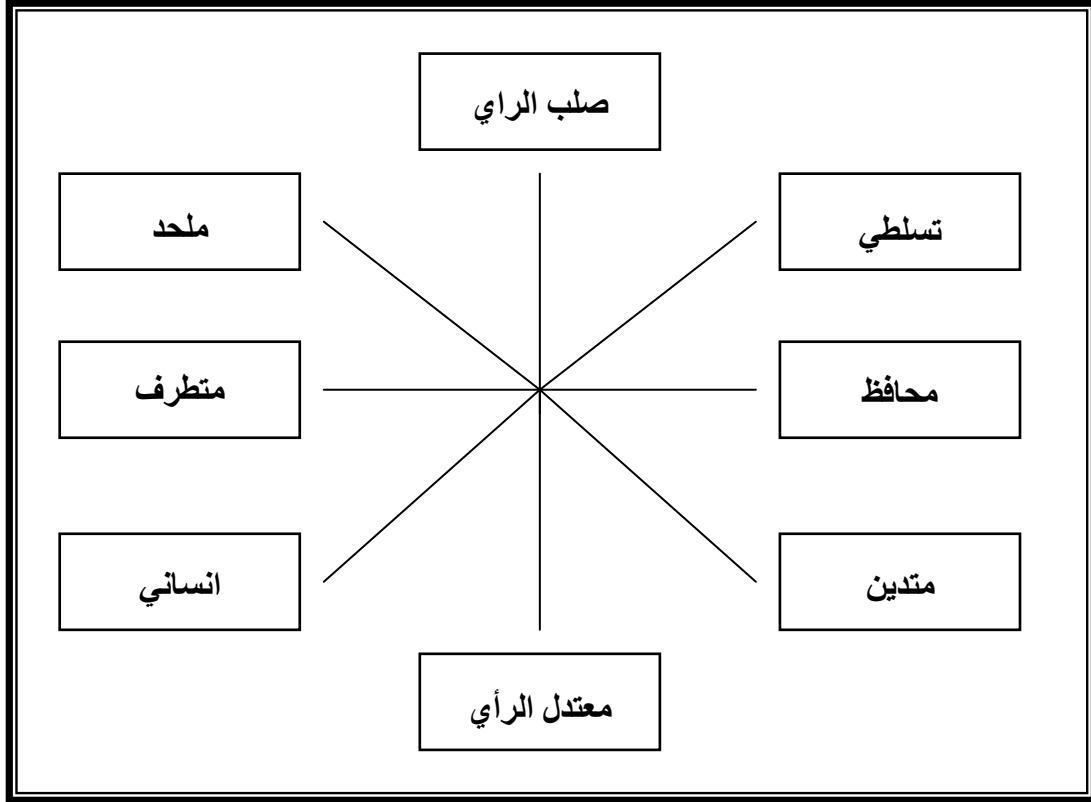 صلب الراي
تسلطي
ملحد
محافظ
متطرف
متدين
انساني
معتدل الرأي